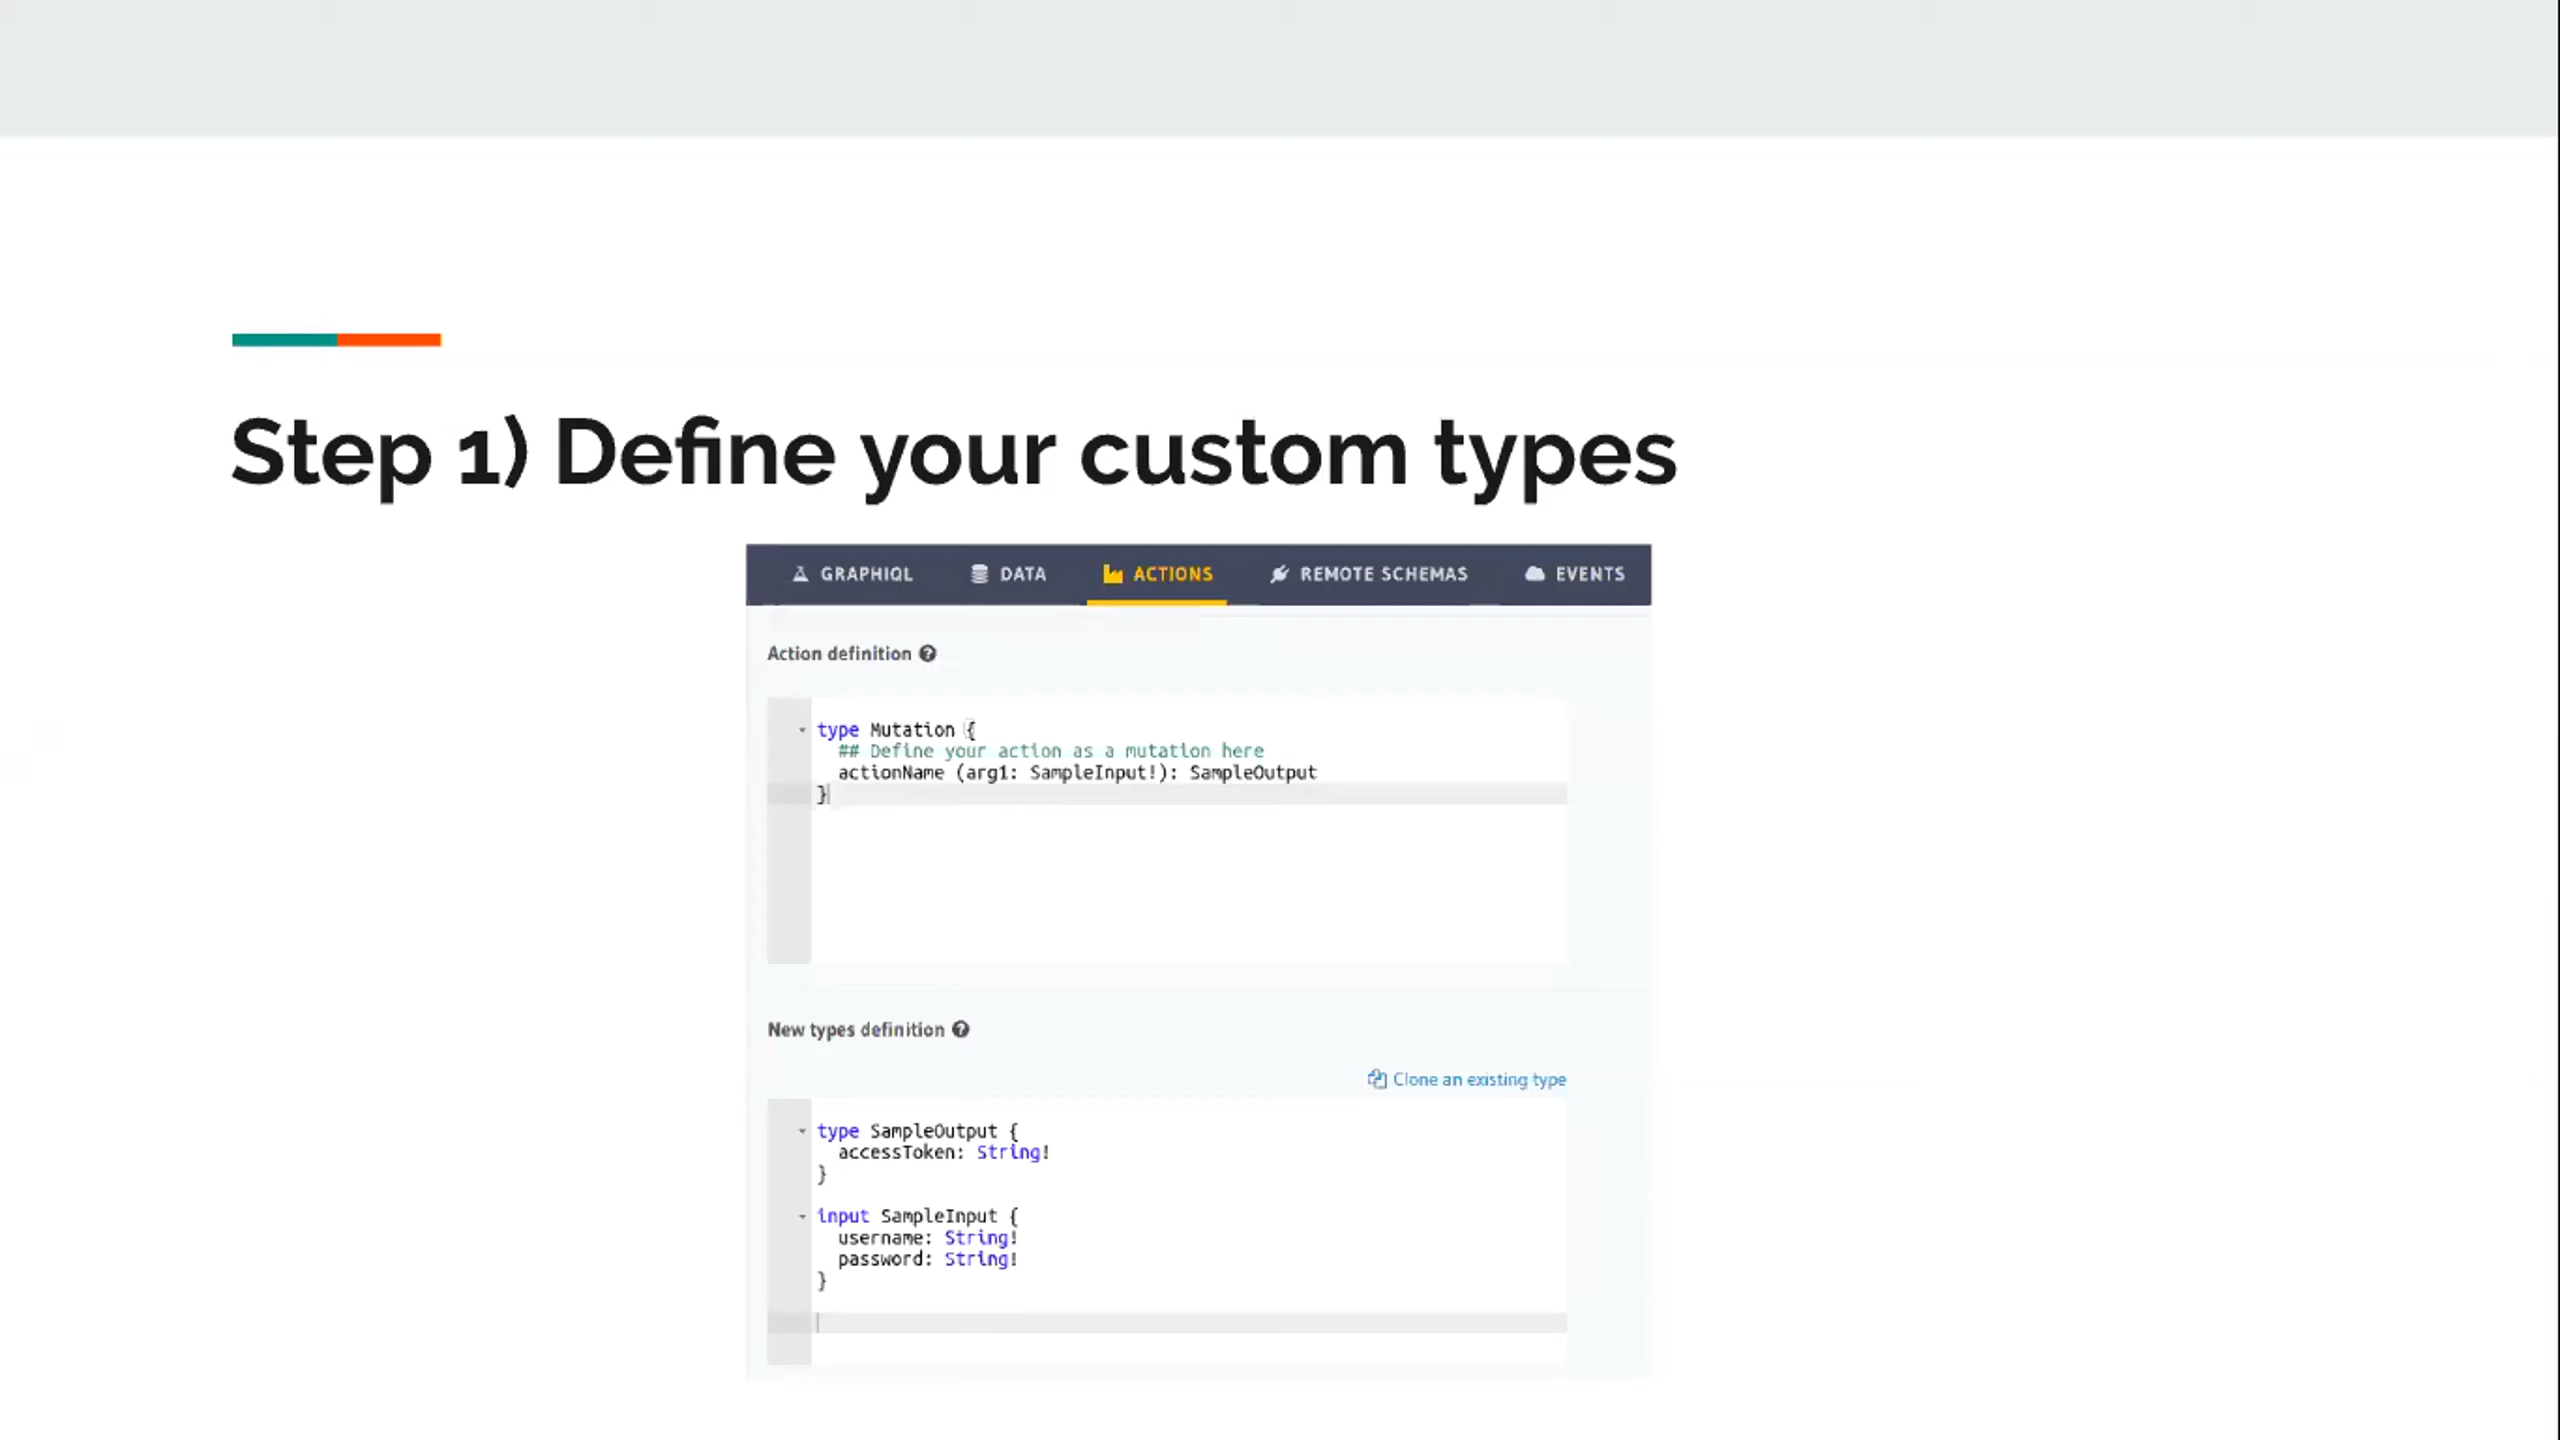 Step 1) Define your custom types
GRAPHIQL DATA ACTIONS REMOTE SCHEMAS EVENTS
Action definition
type Mutation {
## Define your action as a mutation here
actionName (arg1: SampleInput!): SampleOutput
}
New types definition
Clone an existing type
type SampleOutput {
accessToken: String!
}
input SampleInput {
username: String!
password: String!
}